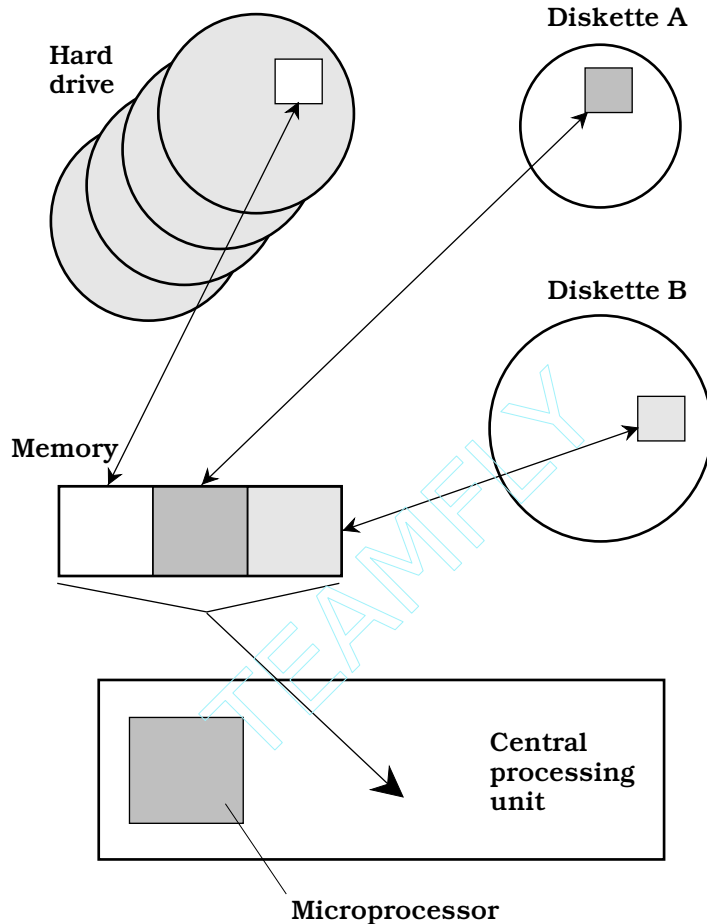 Hard
drive
Diskette A
Diskette B
Memory
TEAMFLY
Central
processing
unit
Microprocessor